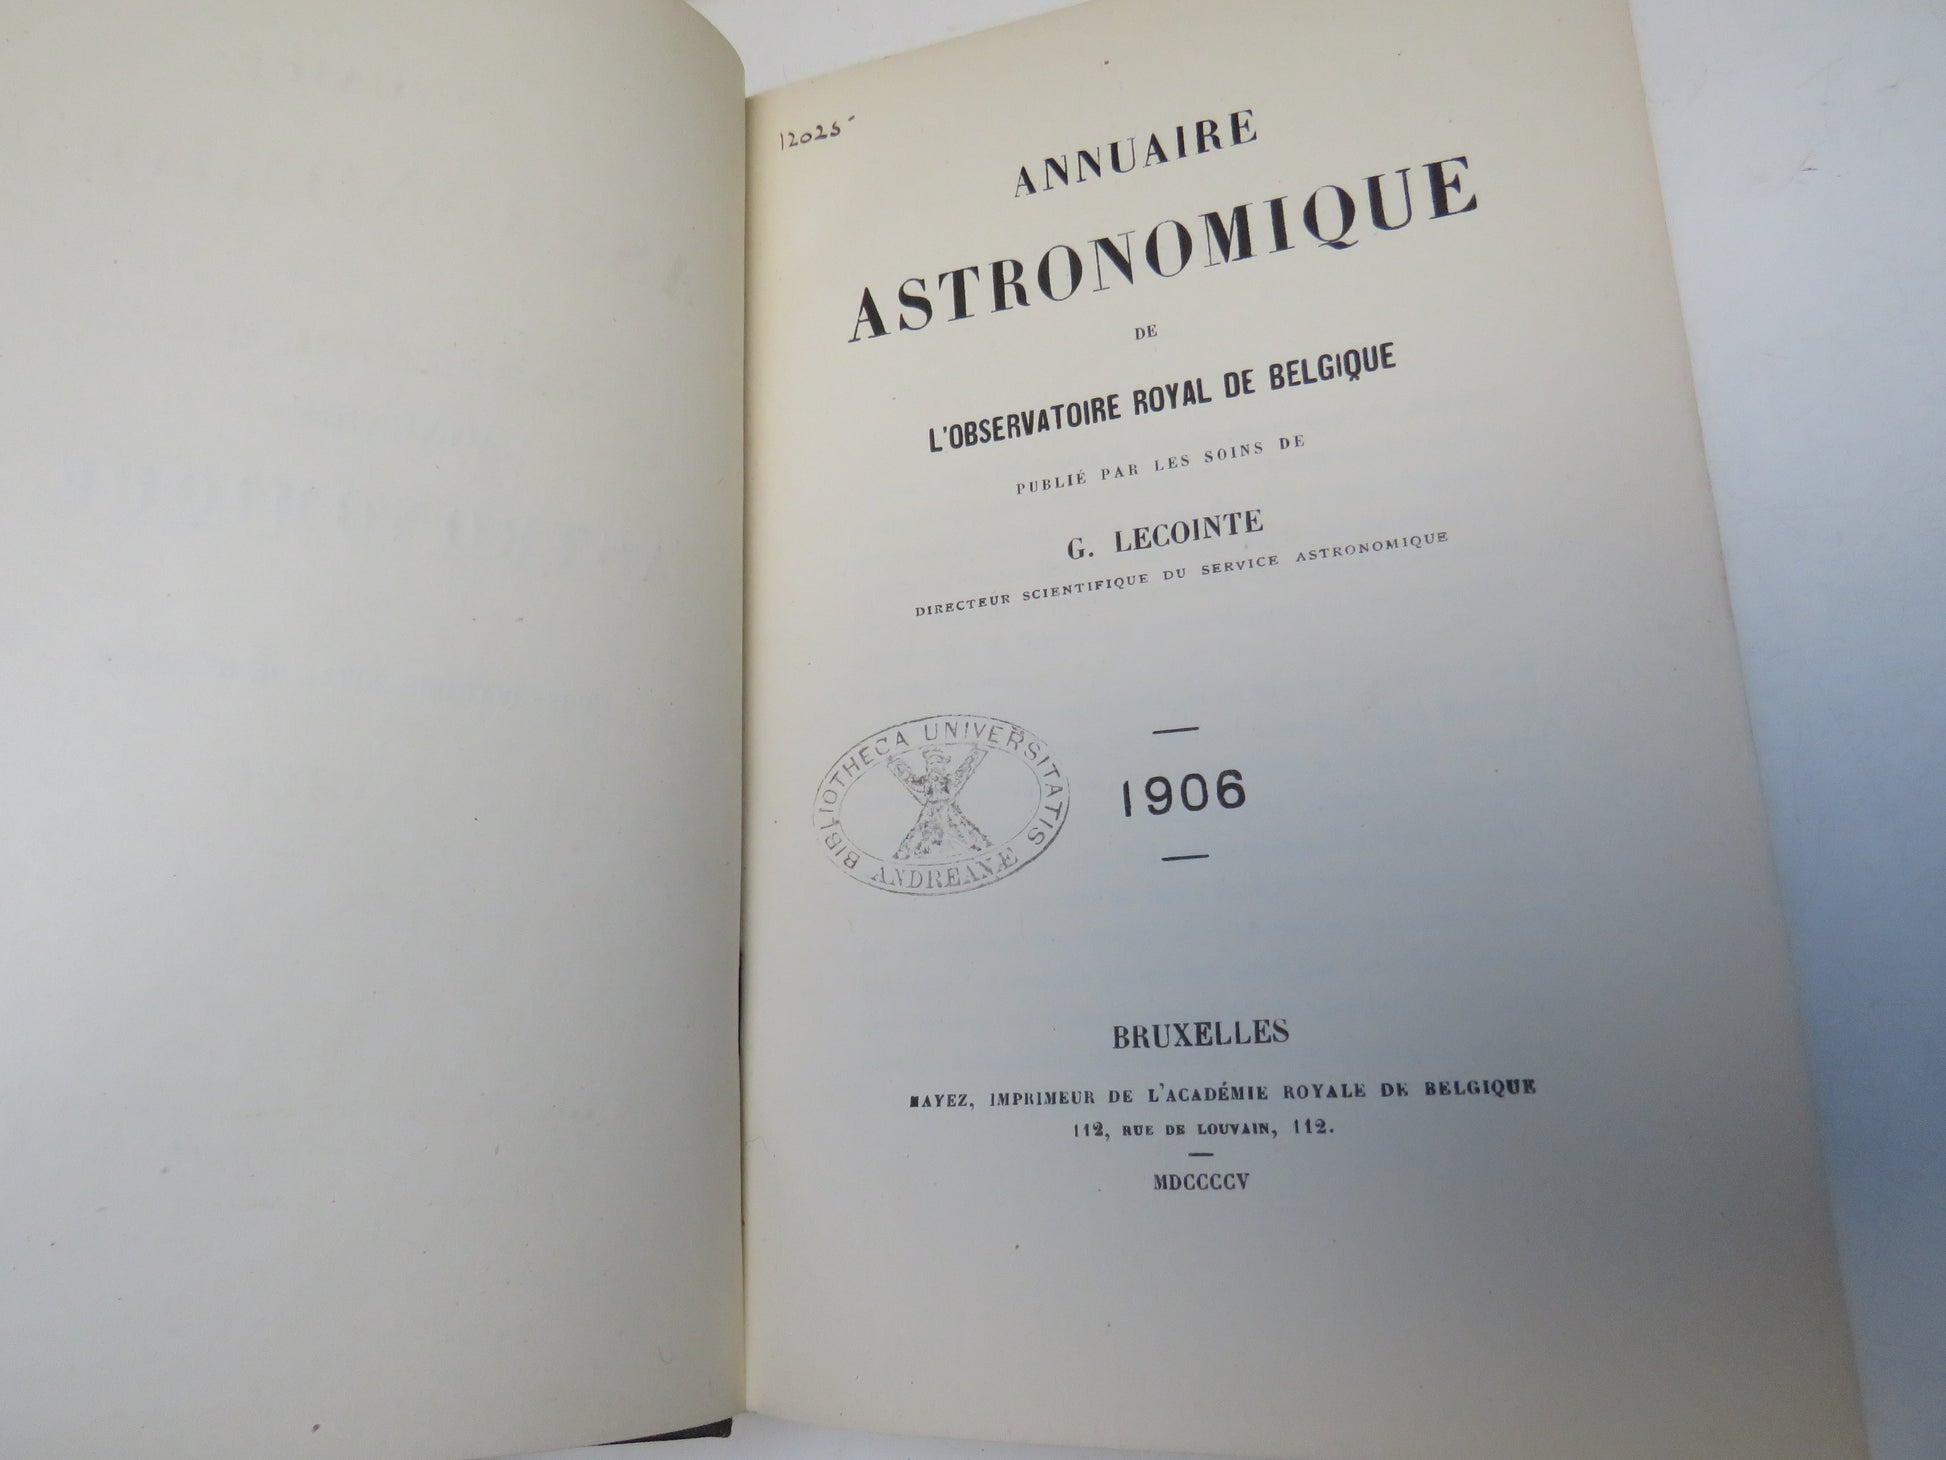 12025
ANNUAIRE
ASTRONOMIQUE
DE
L'OBSERVATOIRE ROYAL DE BELGIQUE
PUBLIÉ PAR LES SOINS DE
G. LECOINTE
DIRECTEUR SCIENTIFIQUE DU SERVICE ASTRONOMIQUE
BIBLIOTHECA UNIVERSITATIS
ANDREANÆ
1906
BRUXELLES
HAYEZ, IMPRIMEUR DE L'ACADÉMIE ROYALE DE BELGIQUE
112, RUE DE LOUVAIN, 112.
MDCCCCV